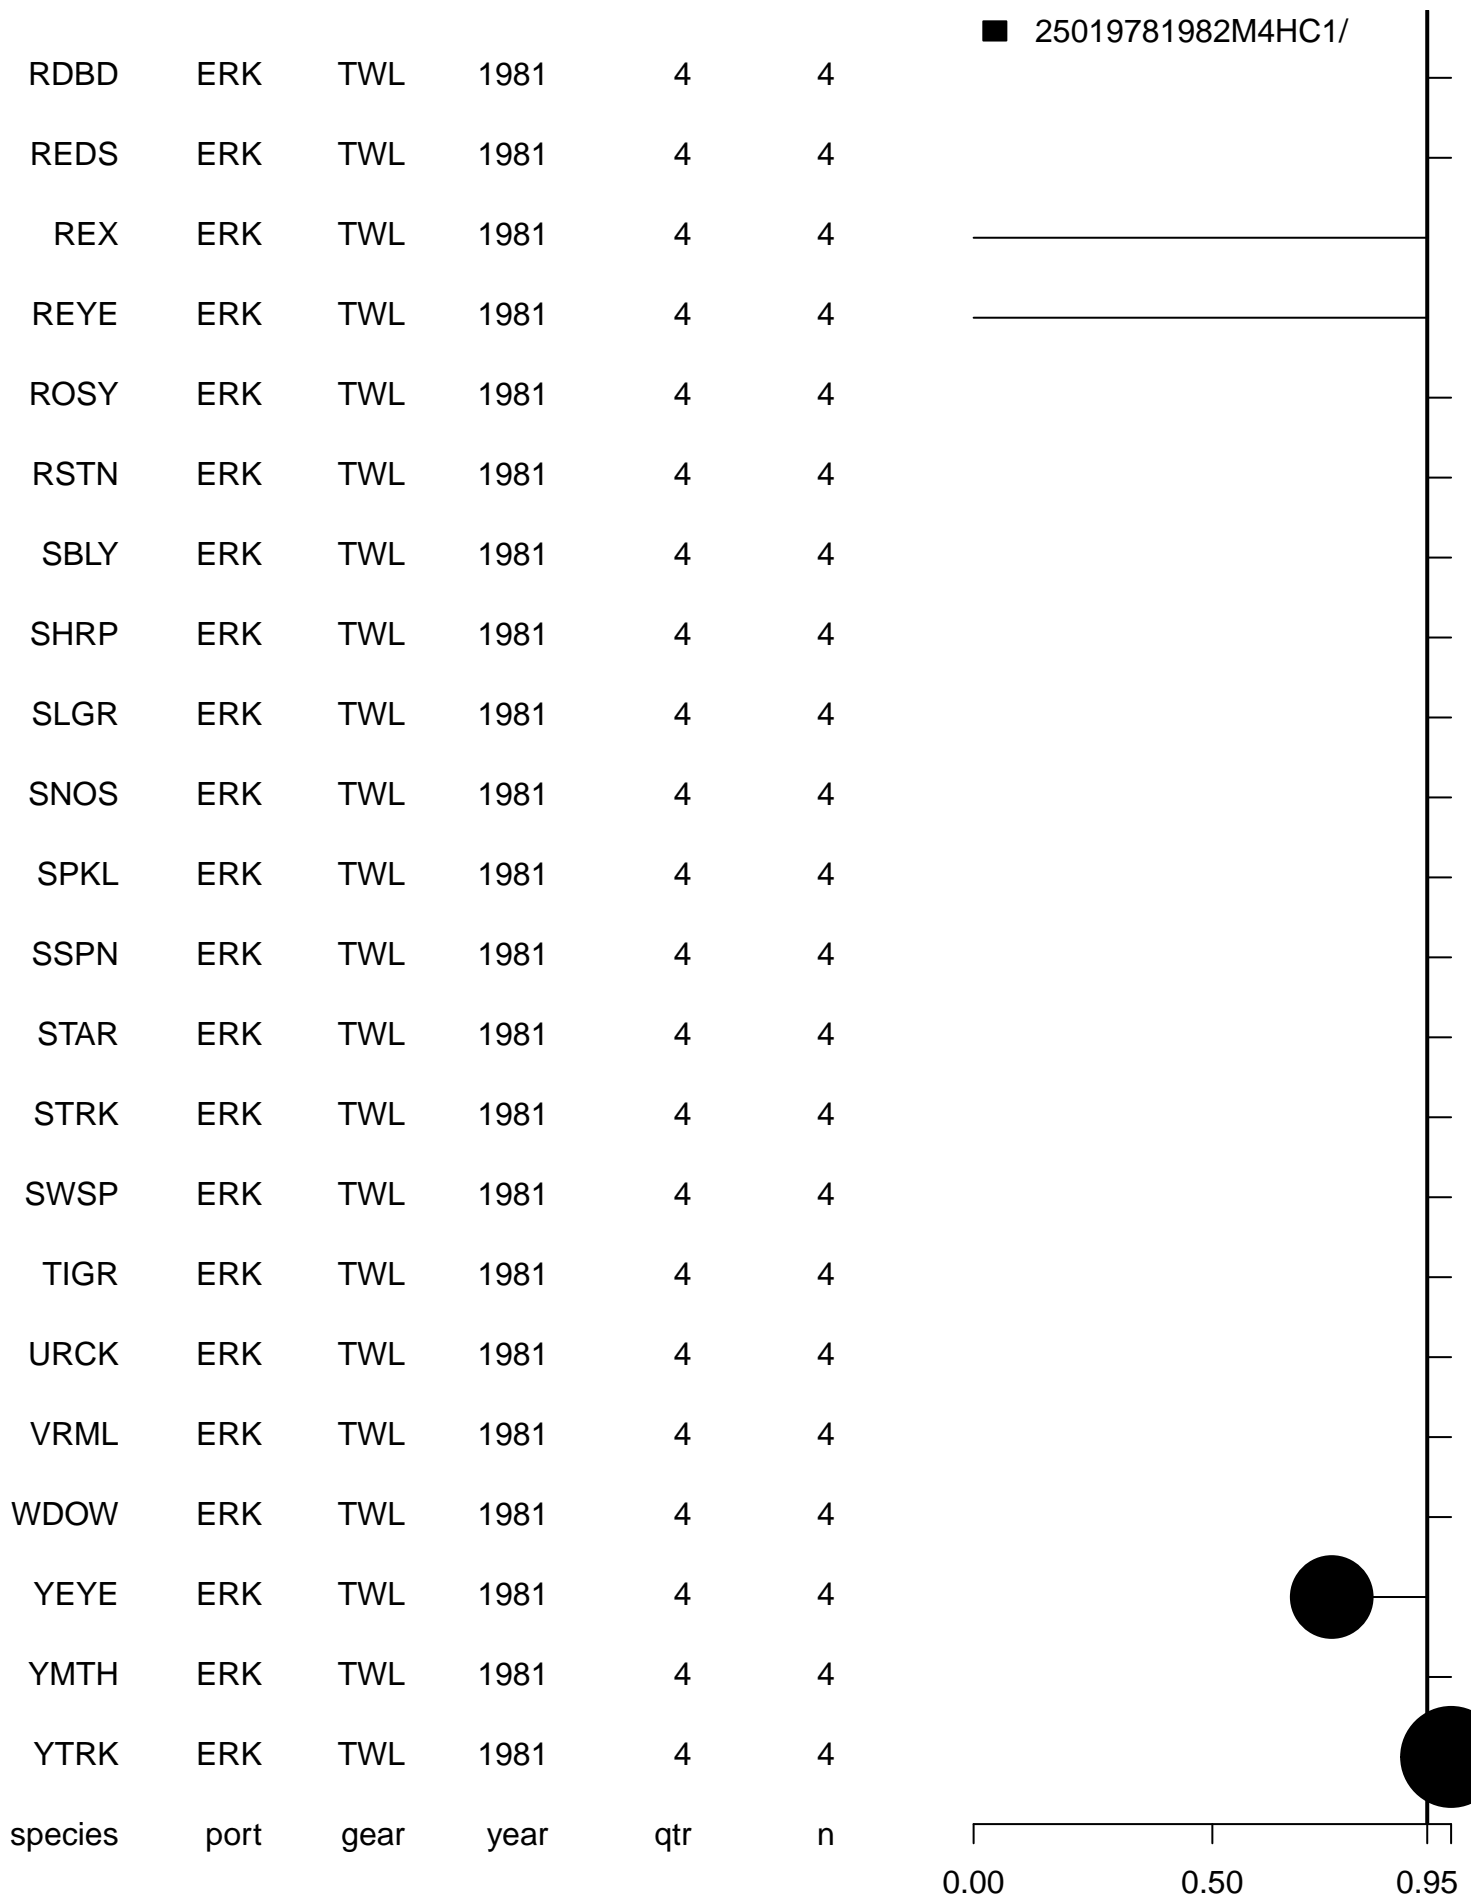 25019781982M4HC1/
RDBD ERK TWL 1981 4 4
REDS ERK TWL 1981 4 4
REX ERK TWL 1981 4 4
REYE ERK TWL 1981 4 4
ROSY ERK TWL 1981 4 4
RSTN ERK TWL 1981 4 4
SBLY ERK TWL 1981 4 4
SHRP ERK TWL 1981 4 4
SLGR ERK TWL 1981 4 4
SNOS ERK TWL 1981 4 4
SPKL ERK TWL 1981 4 4
SSPN ERK TWL 1981 4 4
STAR ERK TWL 1981 4 4
STRK ERK TWL 1981 4 4
SWSP ERK TWL 1981 4 4
TIGR ERK TWL 1981 4 4
URCK ERK TWL 1981 4 4
VRML ERK TWL 1981 4 4
WDOW ERK TWL 1981 4 4
YEYE ERK TWL 1981 4 4
YMTH ERK TWL 1981 4 4
YTRK ERK TWL 1981 4 4
species port gear year qtr n
0.00 0.50 0.95